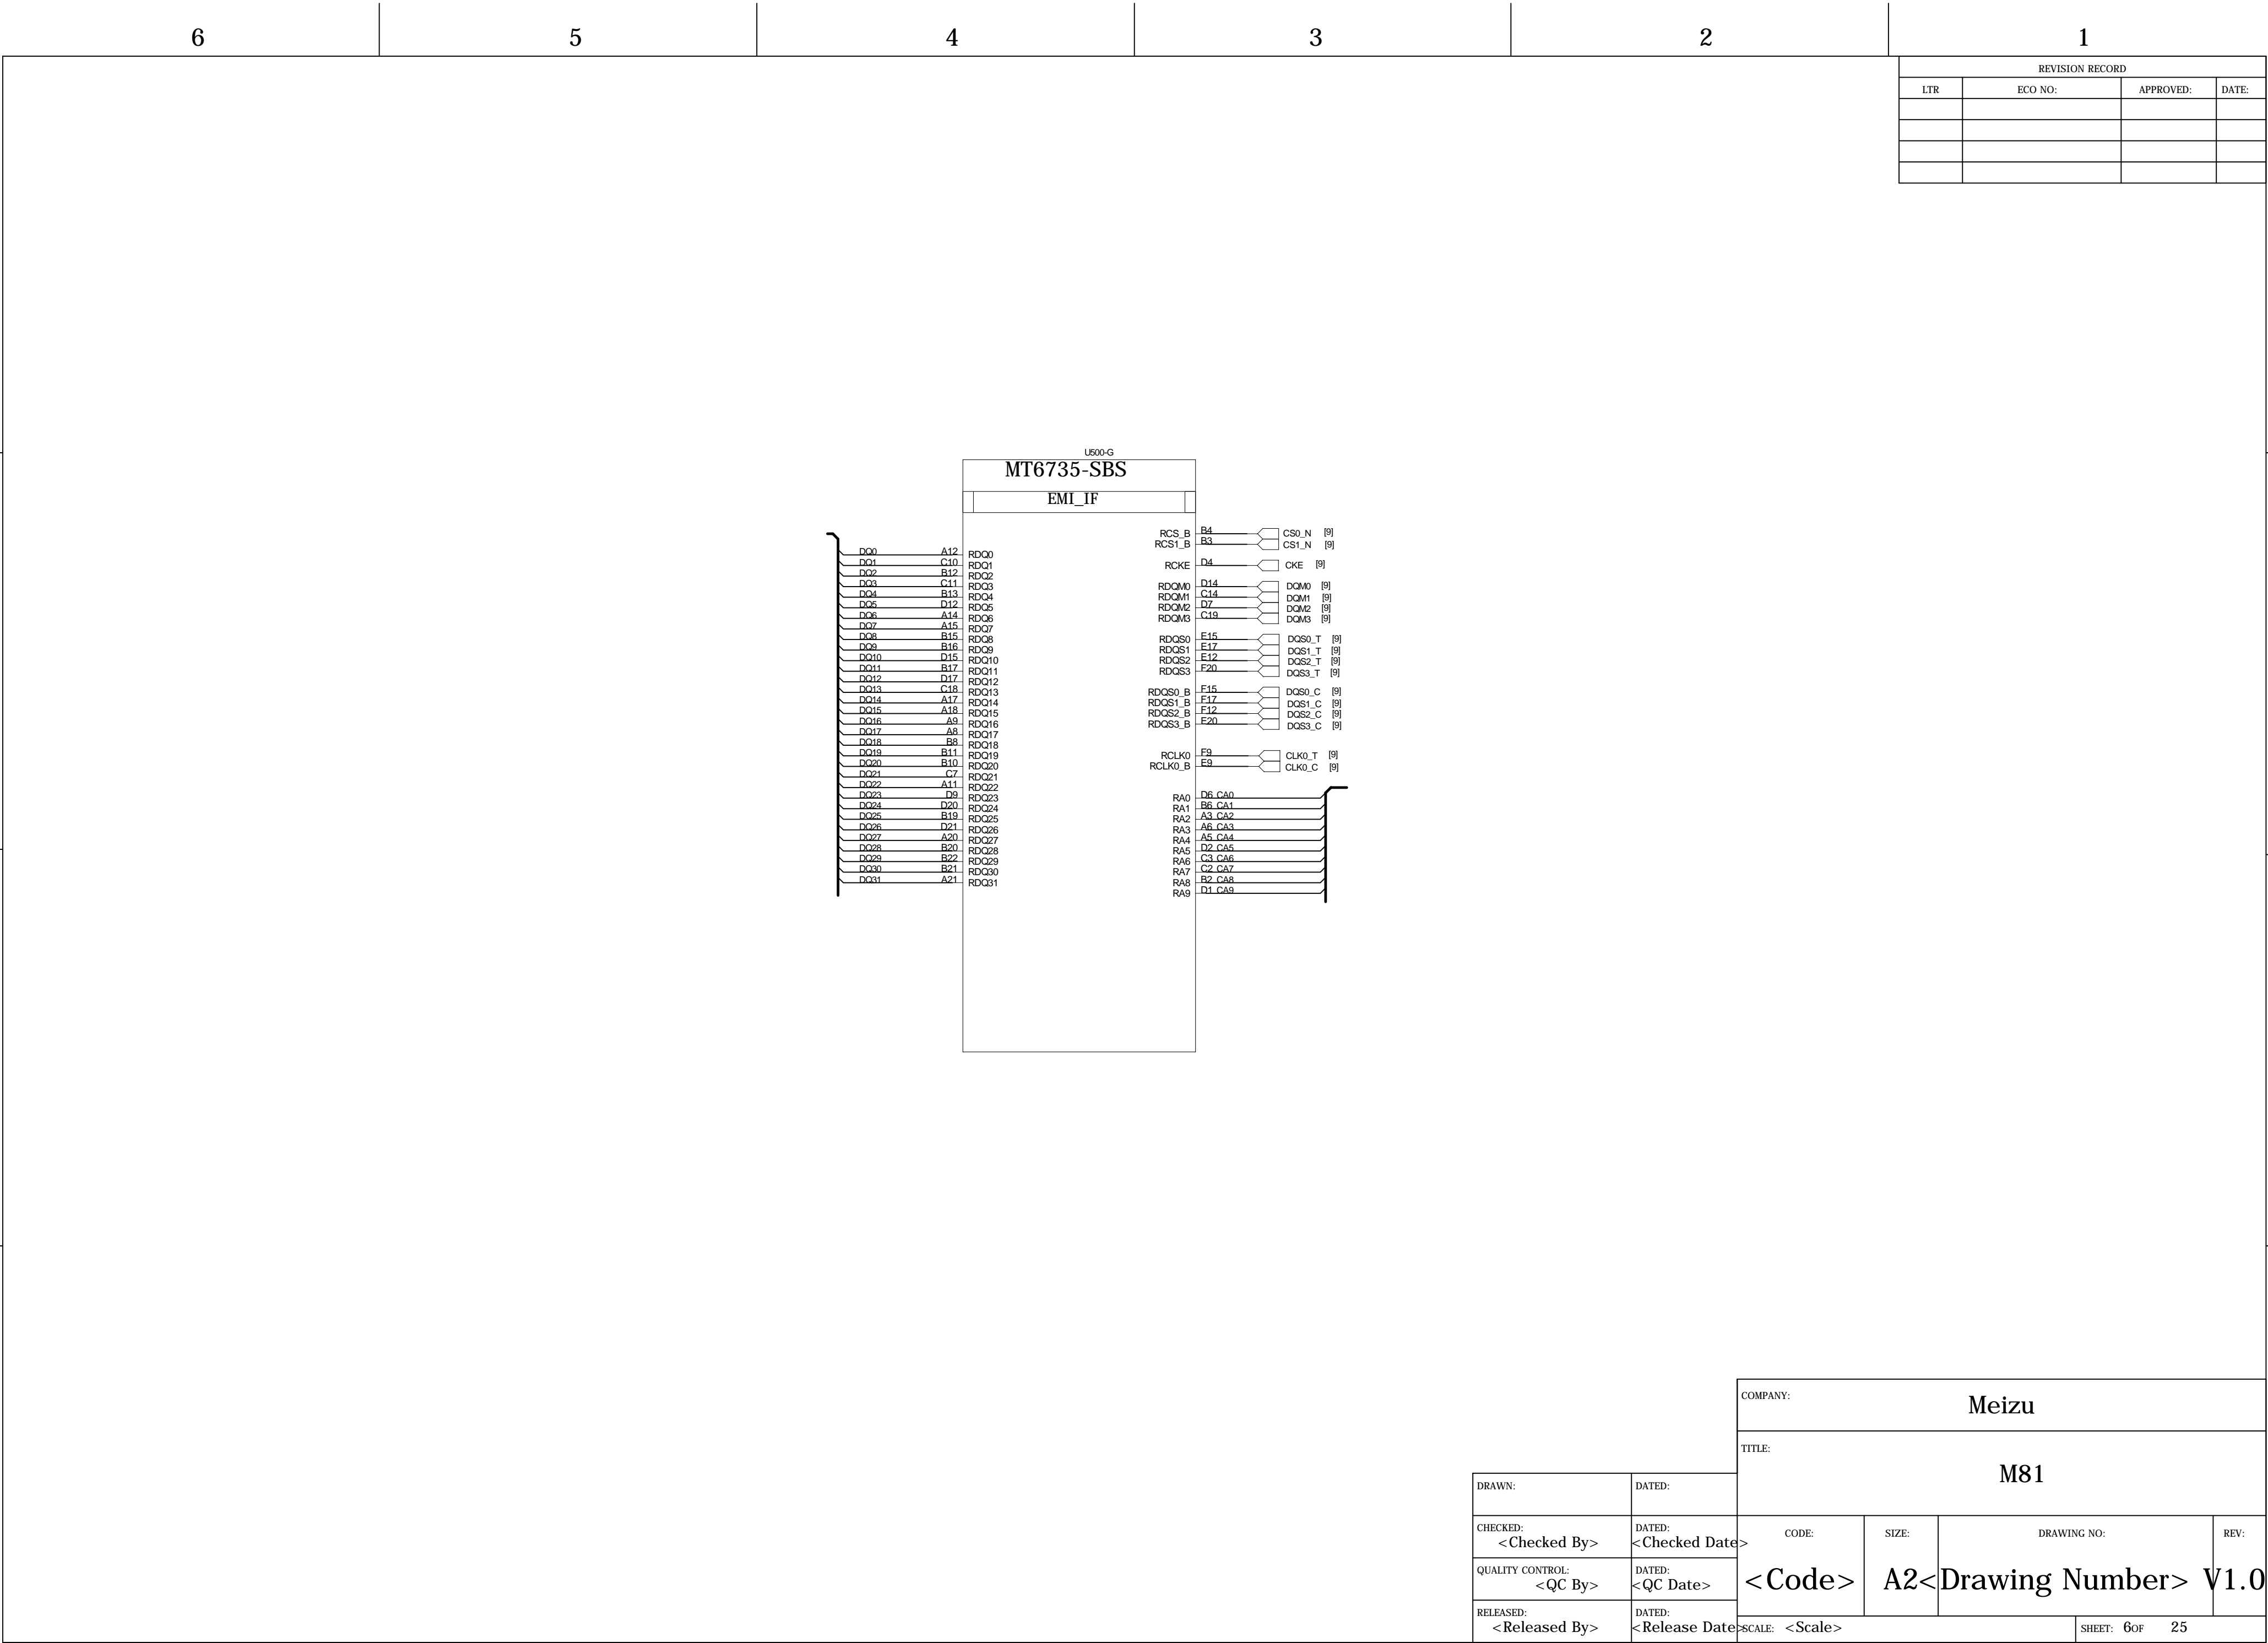 6 5 4 3 2 1
REVISION RECORD
LTR ECO NO: APPROVED: DATE:
U500-G
MT6735-SBS
EMI_IF
DQ0 A12 RDQ0
DQ1 C10 RDQ1
DQ2 B12 RDQ2
DQ3 C11 RDQ3
DQ4 B13 RDQ4
DQ5 D12 RDQ5
DQ6 A14 RDQ6
DQ7 A15 RDQ7
DQ8 B15 RDQ8
DQ9 B16 RDQ9
DQ10 D15 RDQ10
DQ11 B17 RDQ11
DQ12 D17 RDQ12
DQ13 C18 RDQ13
DQ14 A17 RDQ14
DQ15 A18 RDQ15
DQ16 A9 RDQ16
DQ17 A8 RDQ17
DQ18 B8 RDQ18
DQ19 B11 RDQ19
DQ20 B10 RDQ20
DQ21 C7 RDQ21
DQ22 A11 RDQ22
DQ23 D9 RDQ23
DQ24 D20 RDQ24
DQ25 B19 RDQ25
DQ26 D21 RDQ26
DQ27 A20 RDQ27
DQ28 B20 RDQ28
DQ29 B22 RDQ29
DQ30 B21 RDQ30
DQ31 A21 RDQ31
RCS_B B4 CS0_N [9]
RCS1_B B3 CS1_N [9]
RCKE D4 CKE [9]
RDQM0 D14 DQM0 [9]
RDQM1 C14 DQM1 [9]
RDQM2 D7 DQM2 [9]
RDQM3 C19 DQM3 [9]
RDQS0 E15 DQS0_T [9]
RDQS1 E17 DQS1_T [9]
RDQS2 E12 DQS2_T [9]
RDQS3 F20 DQS3_T [9]
RDQS0_B F15 DQS0_C [9]
RDQS1_B F17 DQS1_C [9]
RDQS2_B F12 DQS2_C [9]
RDQS3_B E20 DQS3_C [9]
RCLK0 F9 CLK0_T [9]
RCLK0_B E9 CLK0_C [9]
RA0 D6 CA0
RA1 B6 CA1
RA2 A3 CA2
RA3 A6 CA3
RA4 A5 CA4
RA5 D2 CA5
RA6 C3 CA6
RA7 C2 CA7
RA8 B2 CA8
RA9 D1 CA9
COMPANY: Meizu
TITLE: M81
DRAWN: DATED:
CHECKED: DATED:
<Checked By> <Checked Date>
QUALITY CONTROL: DATED:
<QC By> <QC Date>
RELEASED: DATED:
<Released By> <Release Date>
CODE: SIZE: DRAWING NO: REV:
<Code> A2 <Drawing Number> V1.0
SCALE: <Scale> SHEET: 6 OF 25